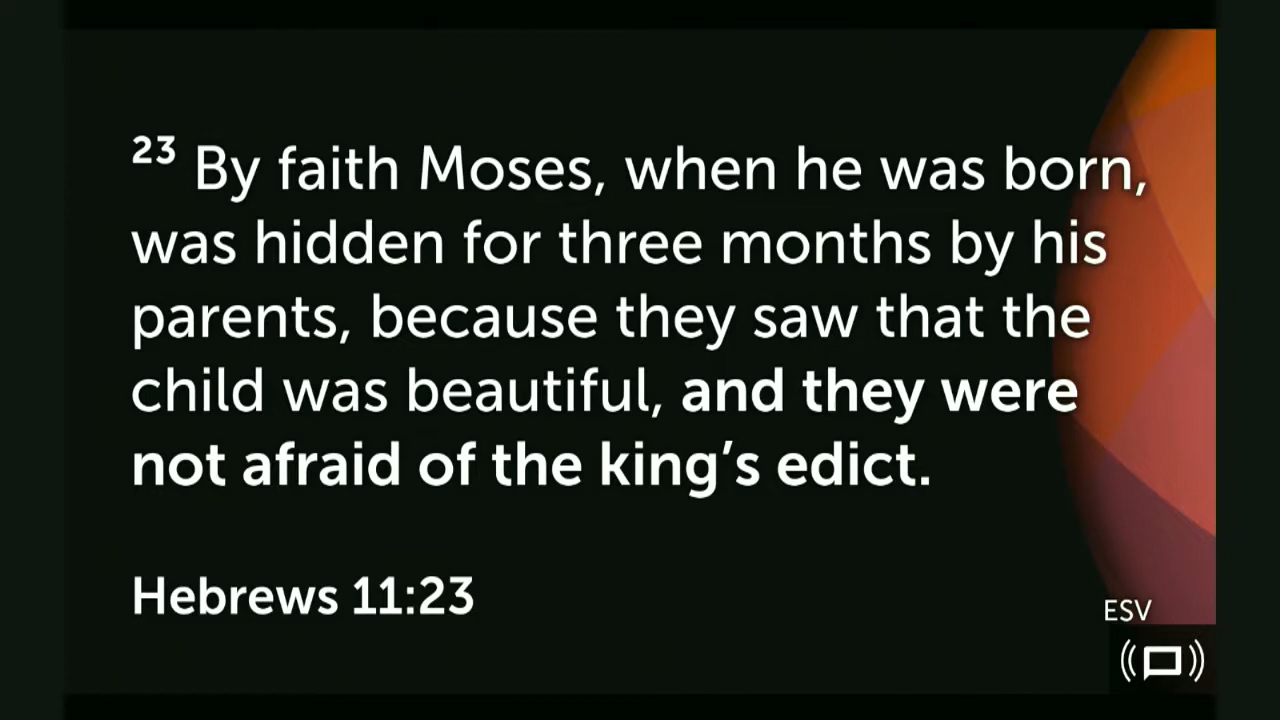 23 By faith Moses, when he was born,
was hidden for three months by his
parents, because they saw that the
child was beautiful, and they were
not afraid of the king’s edict.
Hebrews 11:23
ESV